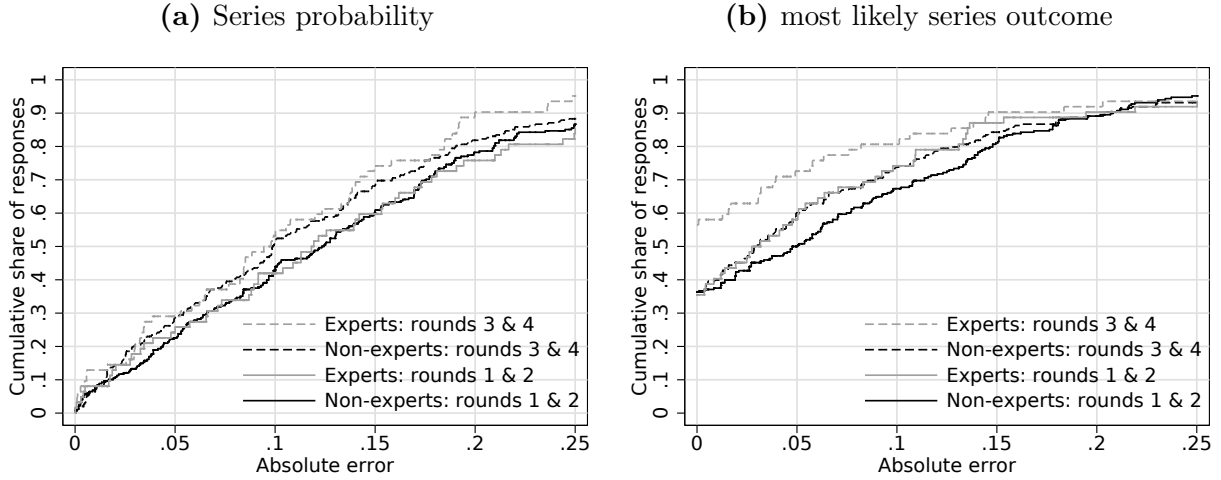 (a) Series probability
Cumulative share of responses
1
.9
.8
.7
.6
.5
.4
.3
.2
.1
0
Experts: rounds 3 & 4
Non-experts: rounds 3 & 4
Experts: rounds 1 & 2
Non-experts: rounds 1 & 2
0 .05 .1 .15 .2 .25
Absolute error
(b) most likely series outcome
Cumulative share of responses
1
.9
.8
.7
.6
.5
.4
.3
.2
.1
0
Experts: rounds 3 & 4
Non-experts: rounds 3 & 4
Experts: rounds 1 & 2
Non-experts: rounds 1 & 2
0 .05 .1 .15 .2 .25
Absolute error